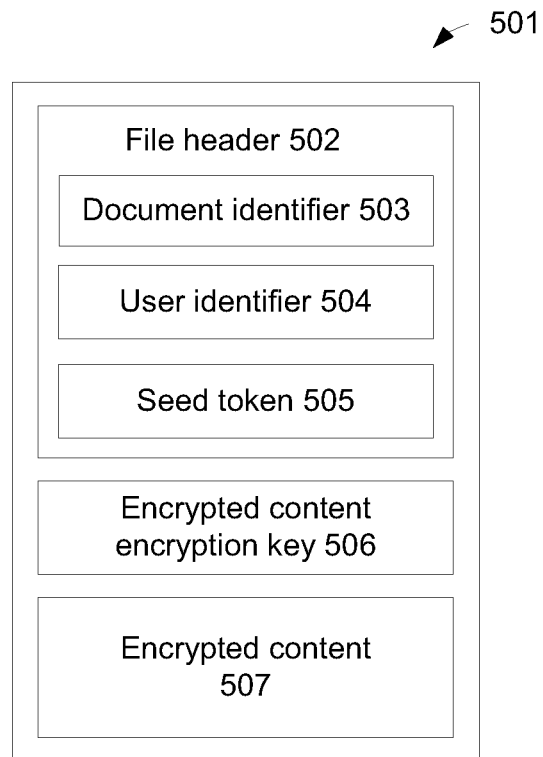 501
File header 502
Document identifier 503
User identifier 504
Seed token 505
Encrypted content
encryption key 506
Encrypted content
507